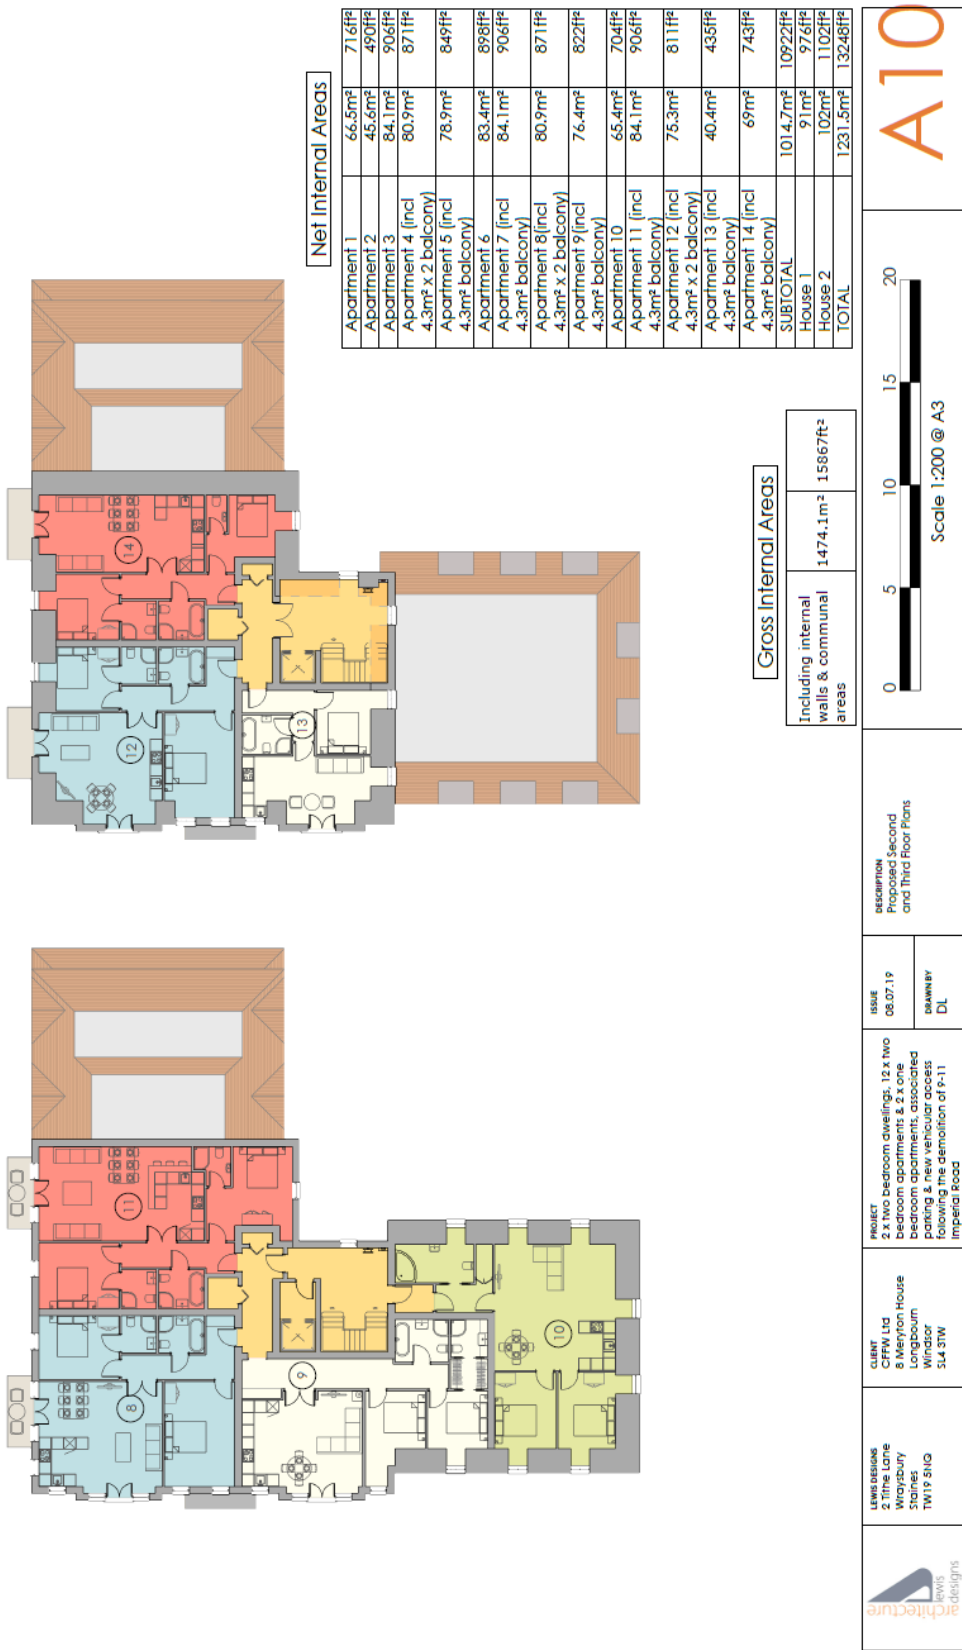 Net Internal Areas
Apartment 1 66.5m² 716ft²
Apartment 2 45.6m² 490ft²
Apartment 3 84.1m² 906ft²
Apartment 4 (incl 80.9m² 871ft²
4.3m² x 2 balcony)
Apartment 5 (incl 78.9m² 849ft²
4.3m² balcony)
Apartment 6 83.4m² 898ft²
Apartment 7 (incl 84.1m² 906ft²
4.3m² balcony)
Apartment 8(incl 80.9m² 871ft²
4.3m² x 2 balcony)
Apartment 9(incl 76.4m² 822ft²
4.3m² balcony)
Apartment 10 65.4m² 704ft²
Apartment 11 (incl 84.1m² 906ft²
4.3m² balcony)
Apartment 12 (incl 75.3m² 811ft²
4.3m² x 2 balcony)
Apartment 13 (incl 40.4m² 435ft²
4.3m² balcony)
Apartment 14 (incl 69m² 743ft²
4.3m² balcony)
SUBTOTAL 1014.7m² 10922ft²
House 1 91m² 976ft²
House 2 102m² 1102ft²
TOTAL 1231.5m² 13248ft²
Gross Internal Areas
Including internal 1474.1m² 15867ft²
walls & communal
areas
8
11
9
10
12
14
13
architecture
lewis
designs
LEWIS DESIGNS
2 Tithe Lane
Wraysbury
Staines
TW19 5NQ
CLIENT
CFPW Ltd
8 Meryton House
Longbourn
Windsor
SL4 3TW
PROJECT
2 x two bedroom dwellings, 12 x two
bedroom apartments & 2 x one
bedroom apartments, associated
parking & new vehicular access
following the demolition of 9-11
Imperial Road
ISSUE
08.07.19
DRAWN BY
DL
DESCRIPTION
Proposed Second
and Third Floor Plans
0 5 10 15 20
Scale 1:200 @ A3
A10